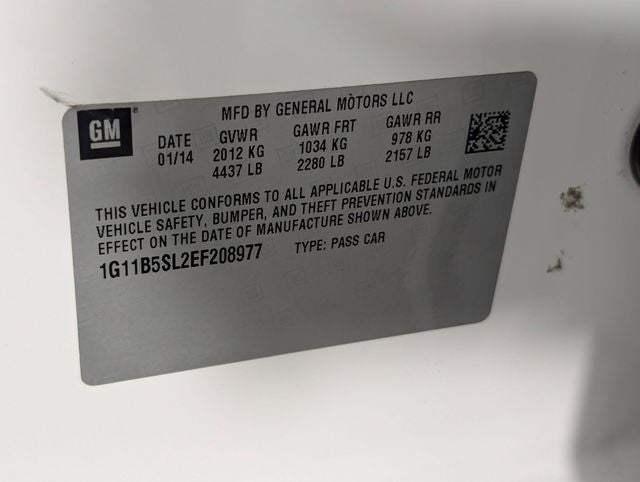 GM
MFD BY GENERAL MOTORS LLC
DATE GVWR GAWR FRT GAWR RR
01/14 2012 KG 1034 KG 978 KG
4437 LB 2280 LB 2157 LB
THIS VEHICLE CONFORMS TO ALL APPLICABLE U.S. FEDERAL MOTOR
VEHICLE SAFETY, BUMPER, AND THEFT PREVENTION STANDARDS IN
EFFECT ON THE DATE OF MANUFACTURE SHOWN ABOVE.
1G11B5SL2EF208977 TYPE: PASS CAR